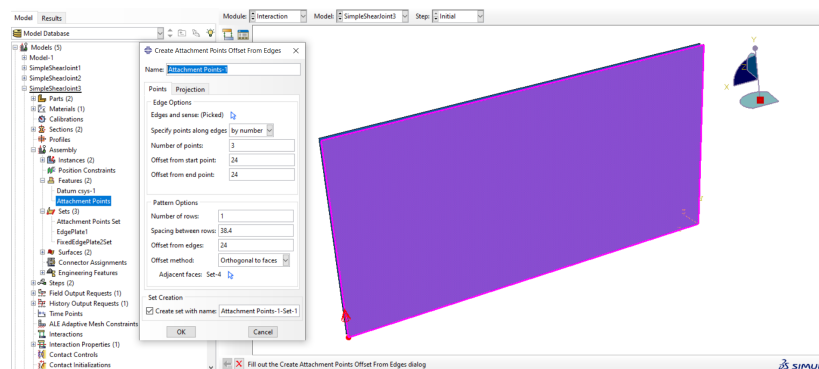 Model Results
Module: Interaction Model: SimpleShearJoint3 Step: Initial
Model Database
Models (5)
Model-1
SimpleShearJoint1
SimpleShearJoint2
SimpleShearJoint3
Parts (2)
Materials (1)
Calibrations
Sections (2)
Profiles
Assembly
Instances (2)
Position Constraints
Features (2)
Datum csys-1
Attachment Points
Sets (3)
Attachment Points Set
EdgePlate1
FixedEdgePlate2Set
Surfaces (2)
Connector Assignments
Engineering Features
Steps (2)
Field Output Requests (1)
History Output Requests (1)
Time Points
ALE Adaptive Mesh Constraints
Interactions
Interaction Properties (1)
Contact Controls
Contact Initializations
Create Attachment Points Offset From Edges
Name: Attachment Points-1
Points Projection
Edge Options
Edges and sense: (Picked)
Specify points along edges by number
Number of points: 3
Offset from start point: 24
Offset from end point: 24
Pattern Options
Number of rows: 1
Spacing between rows: 38.4
Offset from edges: 24
Offset method: Orthogonal to faces
Adjacent faces: Set-4
Set Creation
Create set with name: Attachment Points-1-Set-1
OK Cancel
Y
X
Fill out the Create Attachment Points Offset From Edges dialog
SIMU